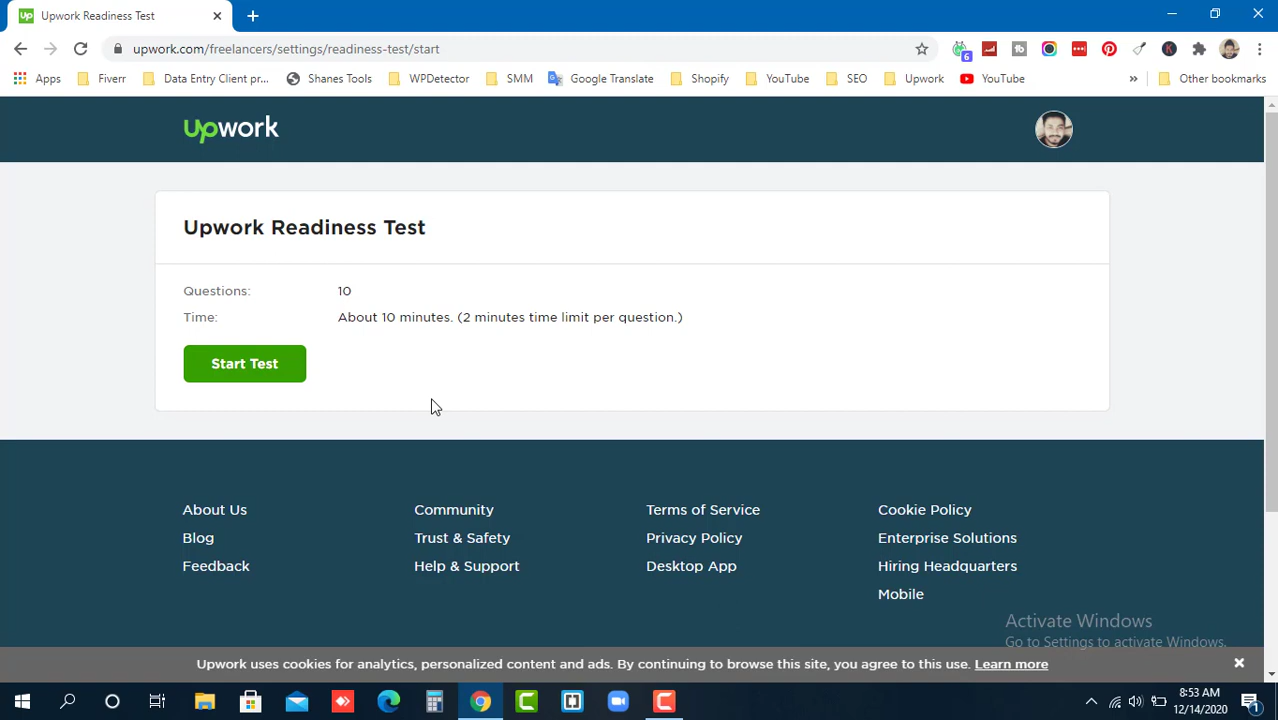 Upwork Readiness Test
upwork.com/freelancers/settings/readiness-test/start
6
Apps
Fiverr
Data Entry Client pr...
Shanes Tools
WPDetector
SMM
Google Translate
Shopify
YouTube
SEO
Upwork
YouTube
»
Other bookmarks
upwork
Upwork Readiness Test
Questions: 10
Time: About 10 minutes. (2 minutes time limit per question.)
Start Test
About Us
Blog
Feedback
Community
Trust & Safety
Help & Support
Terms of Service
Privacy Policy
Desktop App
Cookie Policy
Enterprise Solutions
Hiring Headquarters
Mobile
Activate Windows
Go to Settings to activate Windows.
Upwork uses cookies for analytics, personalized content and ads. By continuing to browse this site, you agree to this use. Learn more
8:53 AM
12/14/2020
1